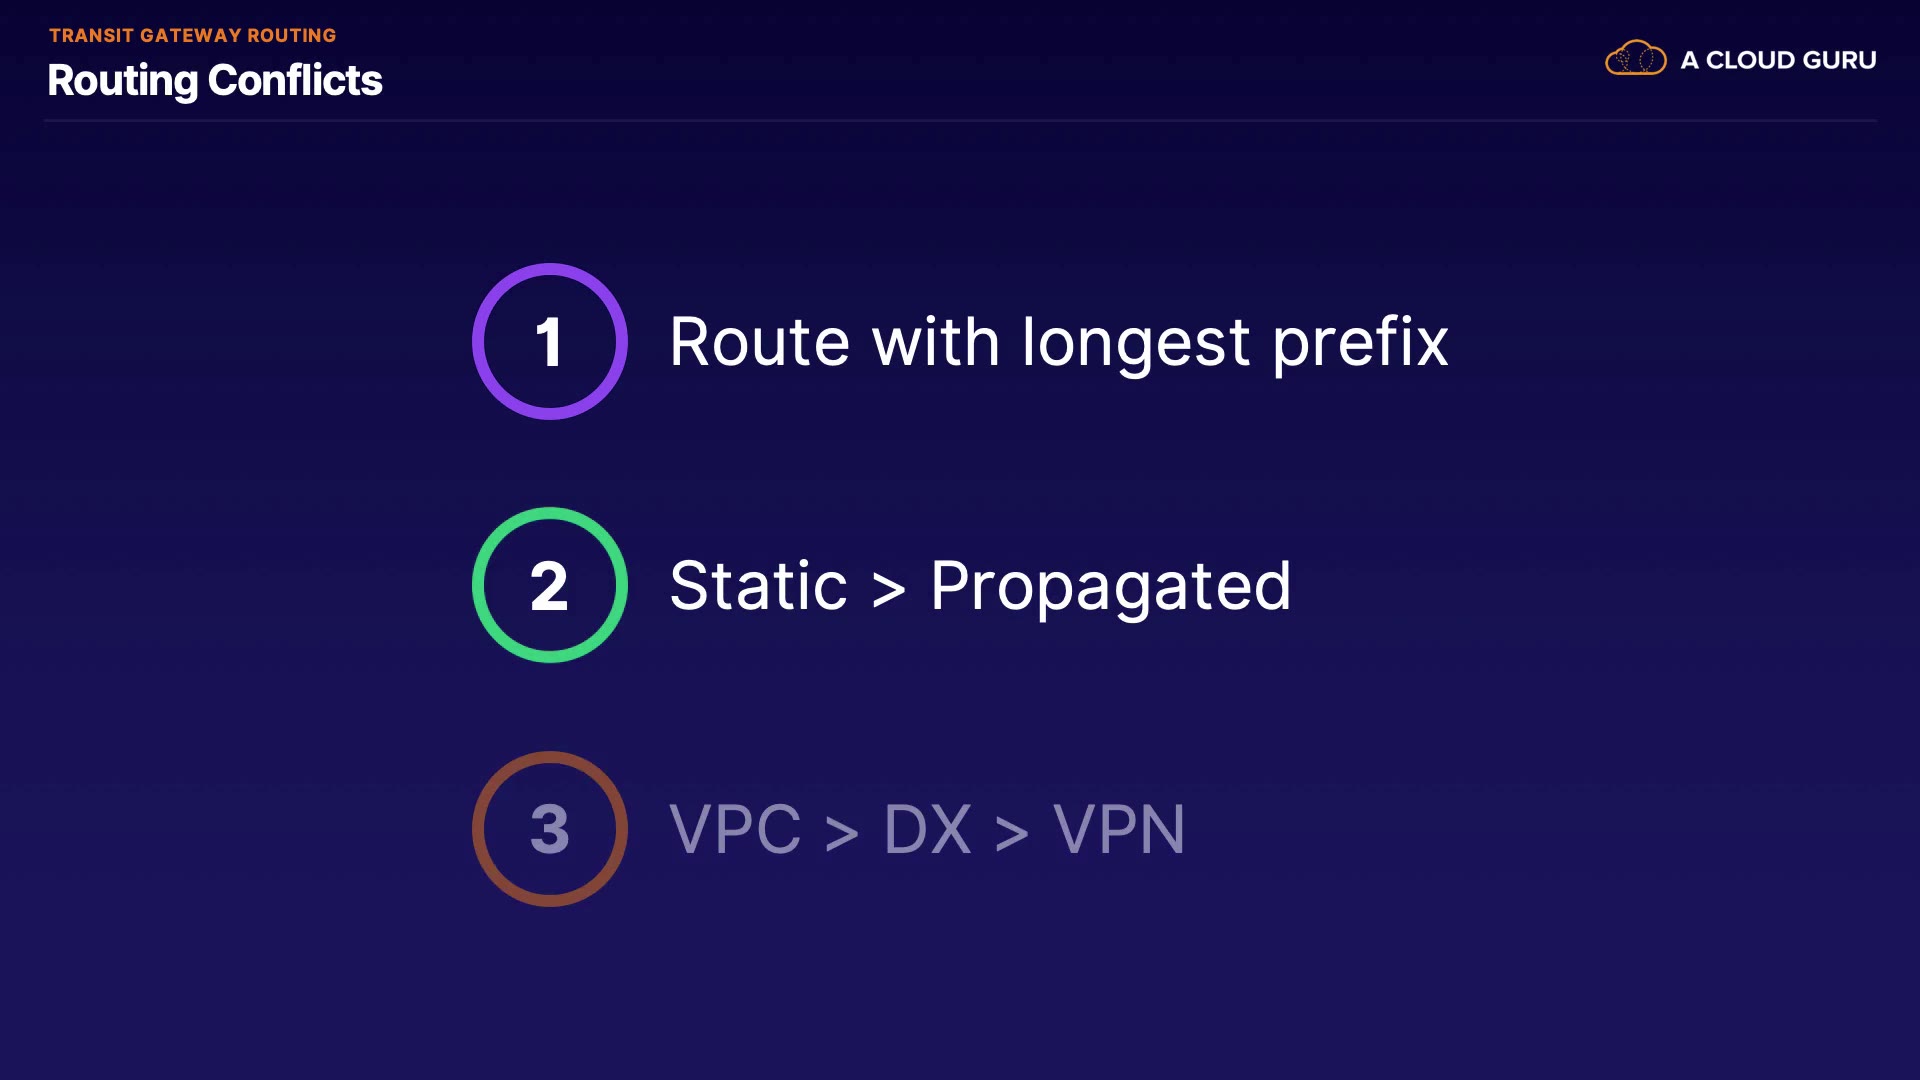 TRANSIT GATEWAY ROUTING
Routing Conflicts
A CLOUD GURU
1 Route with longest prefix
2 Static > Propagated
3 VPC > DX > VPN